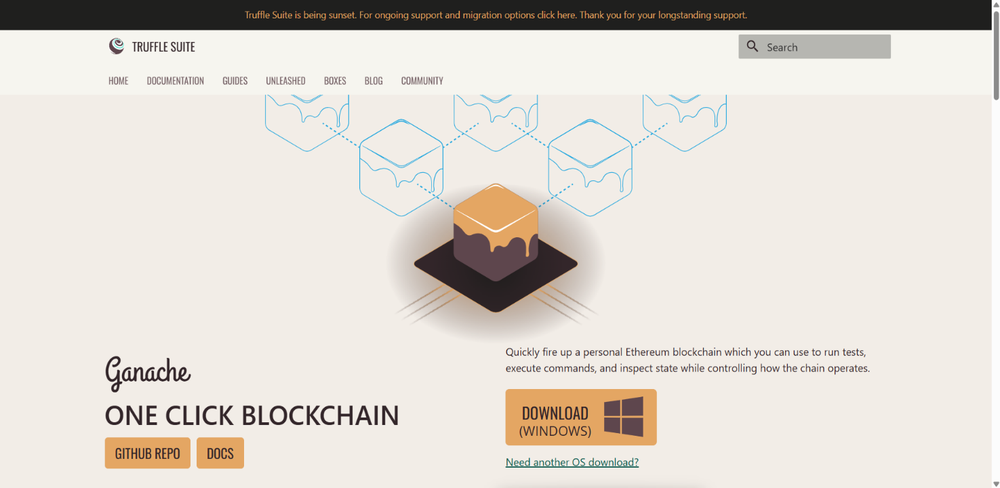 Truffle Suite is being sunset. For ongoing support and migration options click here. Thank you for your longstanding support.
TRUFFLE SUITE
Search
HOME DOCUMENTATION GUIDES UNLEASHED BOXES BLOG COMMUNITY
Ganache
ONE CLICK BLOCKCHAIN
GITHUB REPO DOCS
Quickly fire up a personal Ethereum blockchain which you can use to run tests,
execute commands, and inspect state while controlling how the chain operates.
DOWNLOAD
(WINDOWS)
Need another OS download?